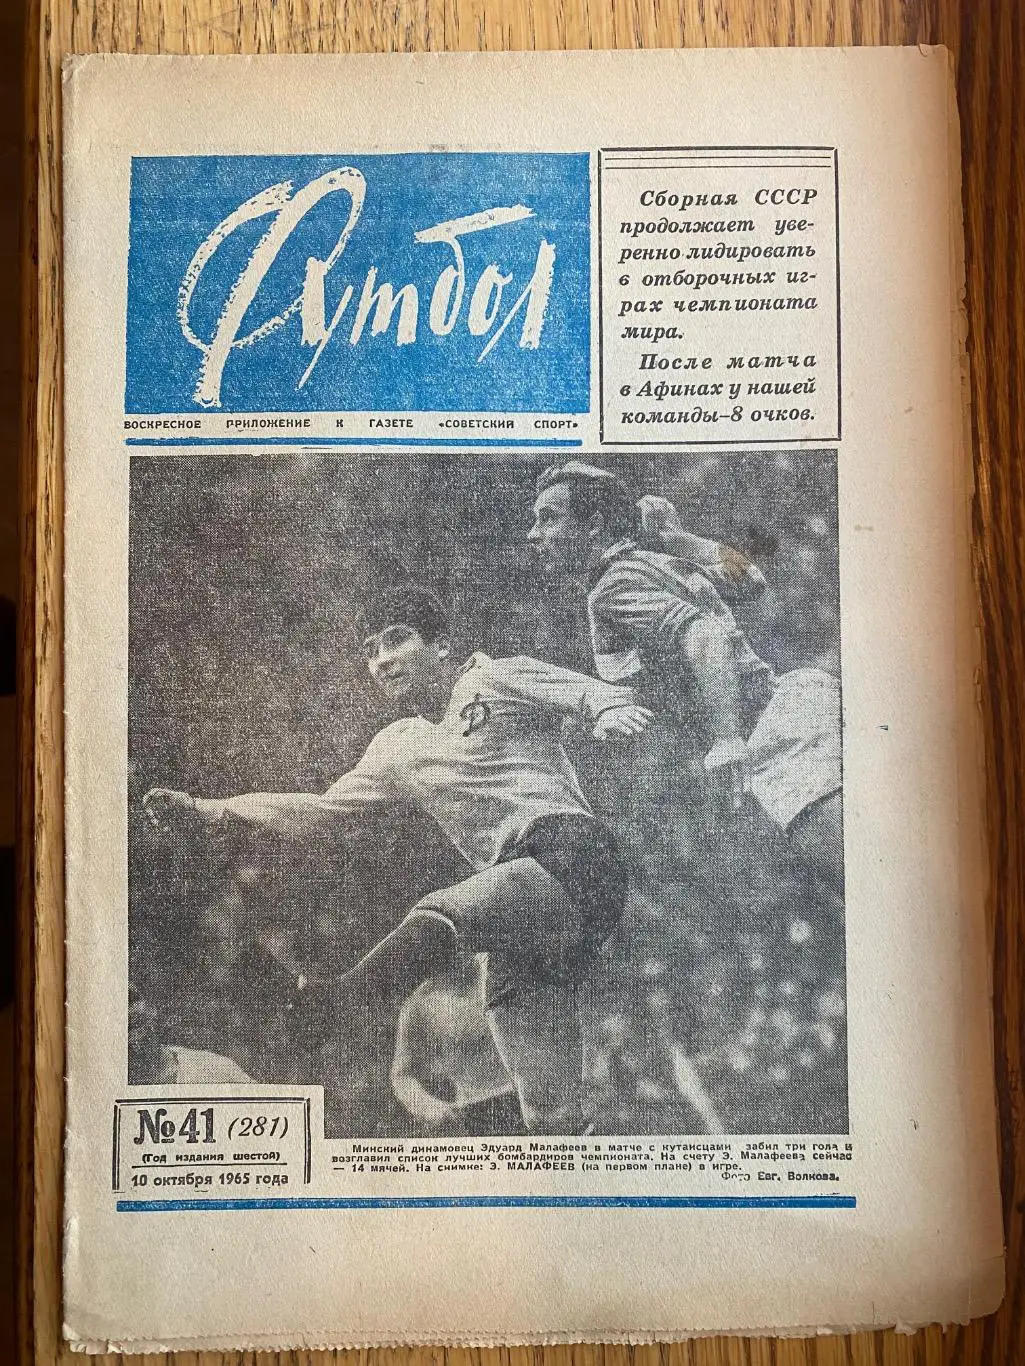 Футбол
ВОСКРЕСНОЕ ПРИЛОЖЕНИЕ К ГАЗЕТЕ «СОВЕТСКИЙ СПОРТ»
Сборная СССР
продолжает уве-
ренно лидировать
в отборочных иг-
рах чемпионата
мира.
После матча
в Афинах у нашей
команды-8 очков.
Д
№41 (281)
(Год издания шестой)
10 октября 1965 года
Минский динамовец Эдуард Малафеев в матче с кутаисцами забил три гола и
возглавил список лучших бомбардиров чемпионата. На счету Э. Малафеева сейчас
— 14 мячей. На снимке: Э. МАЛАФЕЕВ (на первом плане) в игре.
Фото Евг. Волкова.